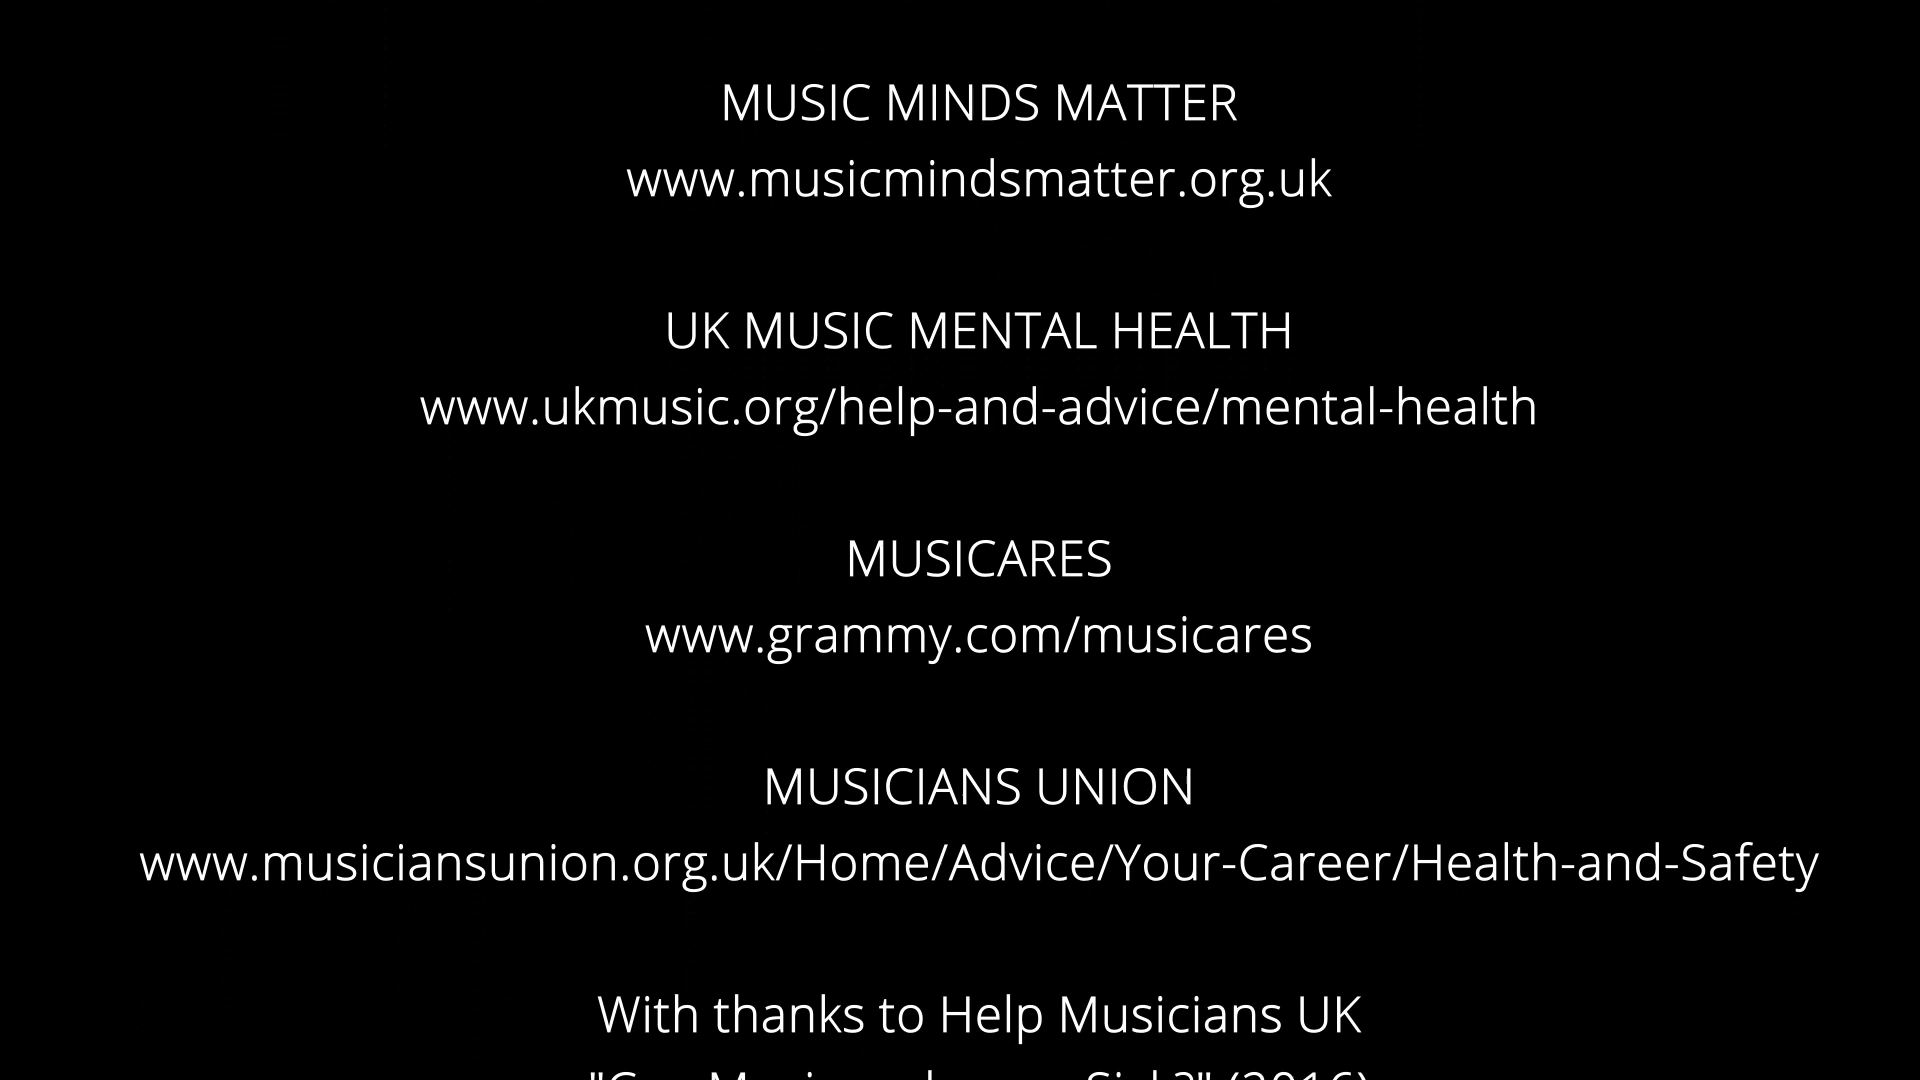 MUSIC MINDS MATTER
www.musicmindsmatter.org.uk
UK MUSIC MENTAL HEALTH
www.ukmusic.org/help-and-advice/mental-health
MUSICARES
www.grammy.com/musicares
MUSICIANS UNION
www.musiciansunion.org.uk/Home/Advice/Your-Career/Health-and-Safety
With thanks to Help Musicians UK